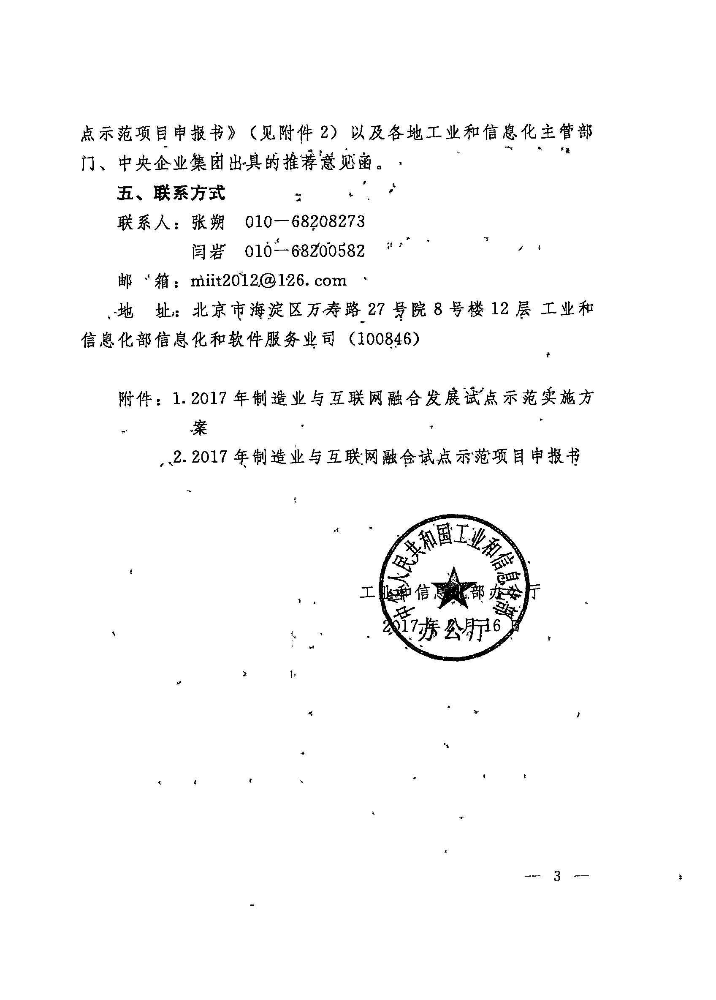 点示范项目申报书》（见附件 2）以及各地工业和信息化主管部
门、中央企业集团出具的推荐意见函。
五、联系方式
联系人：张朔 010－68208273
闫岩 010－68200582
邮 箱：miit2012@126.com
地 址：北京市海淀区万寿路 27 号院 8 号楼 12 层 工业和
信息化部信息化和软件服务业司（100846）
附件：1. 2017 年制造业与互联网融合发展试点示范实施方
案
2. 2017 年制造业与互联网融合试点示范项目申报书
中华人民共和国工业和信息化部
工业和信息化部办公厅
2017 年 月 16 日
办公厅
— 3 —